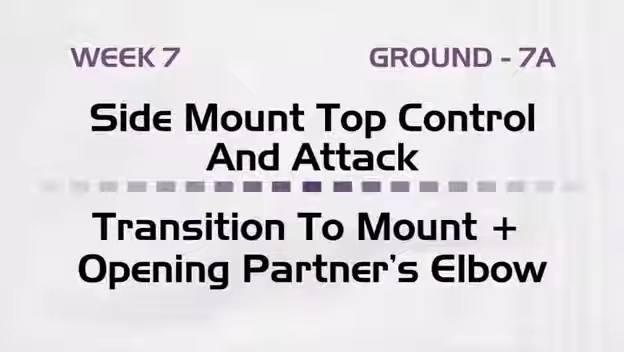 WEEK 7
GROUND - 7A
Side Mount Top Control
And Attack
Transition To Mount +
Opening Partner's Elbow